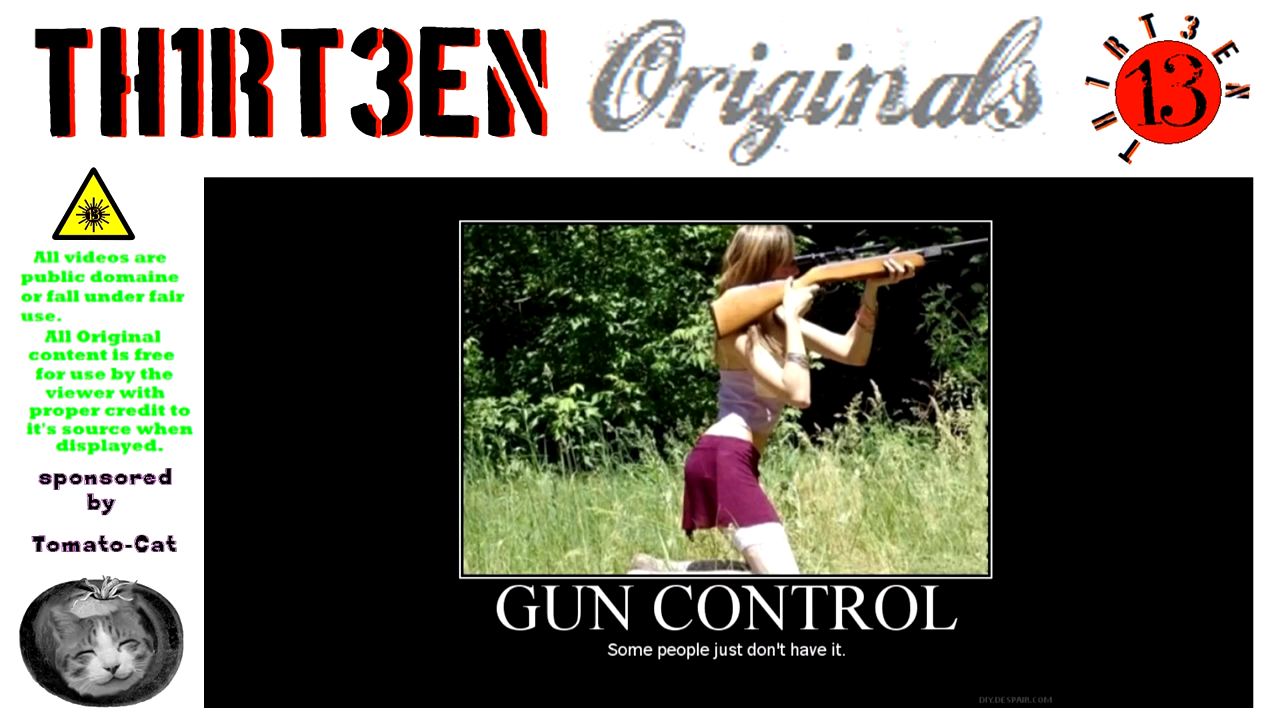 TH1RT3EN Originals
TH1RT3EN
13
13
All videos are
public domaine
or fall under fair
use.
All Original
content is free
for use by the
viewer with
proper credit to
it's source when
displayed.
sponsored
by
Tomato-Cat
GUN CONTROL
Some people just don't have it.
DIY.DESPAIR.COM